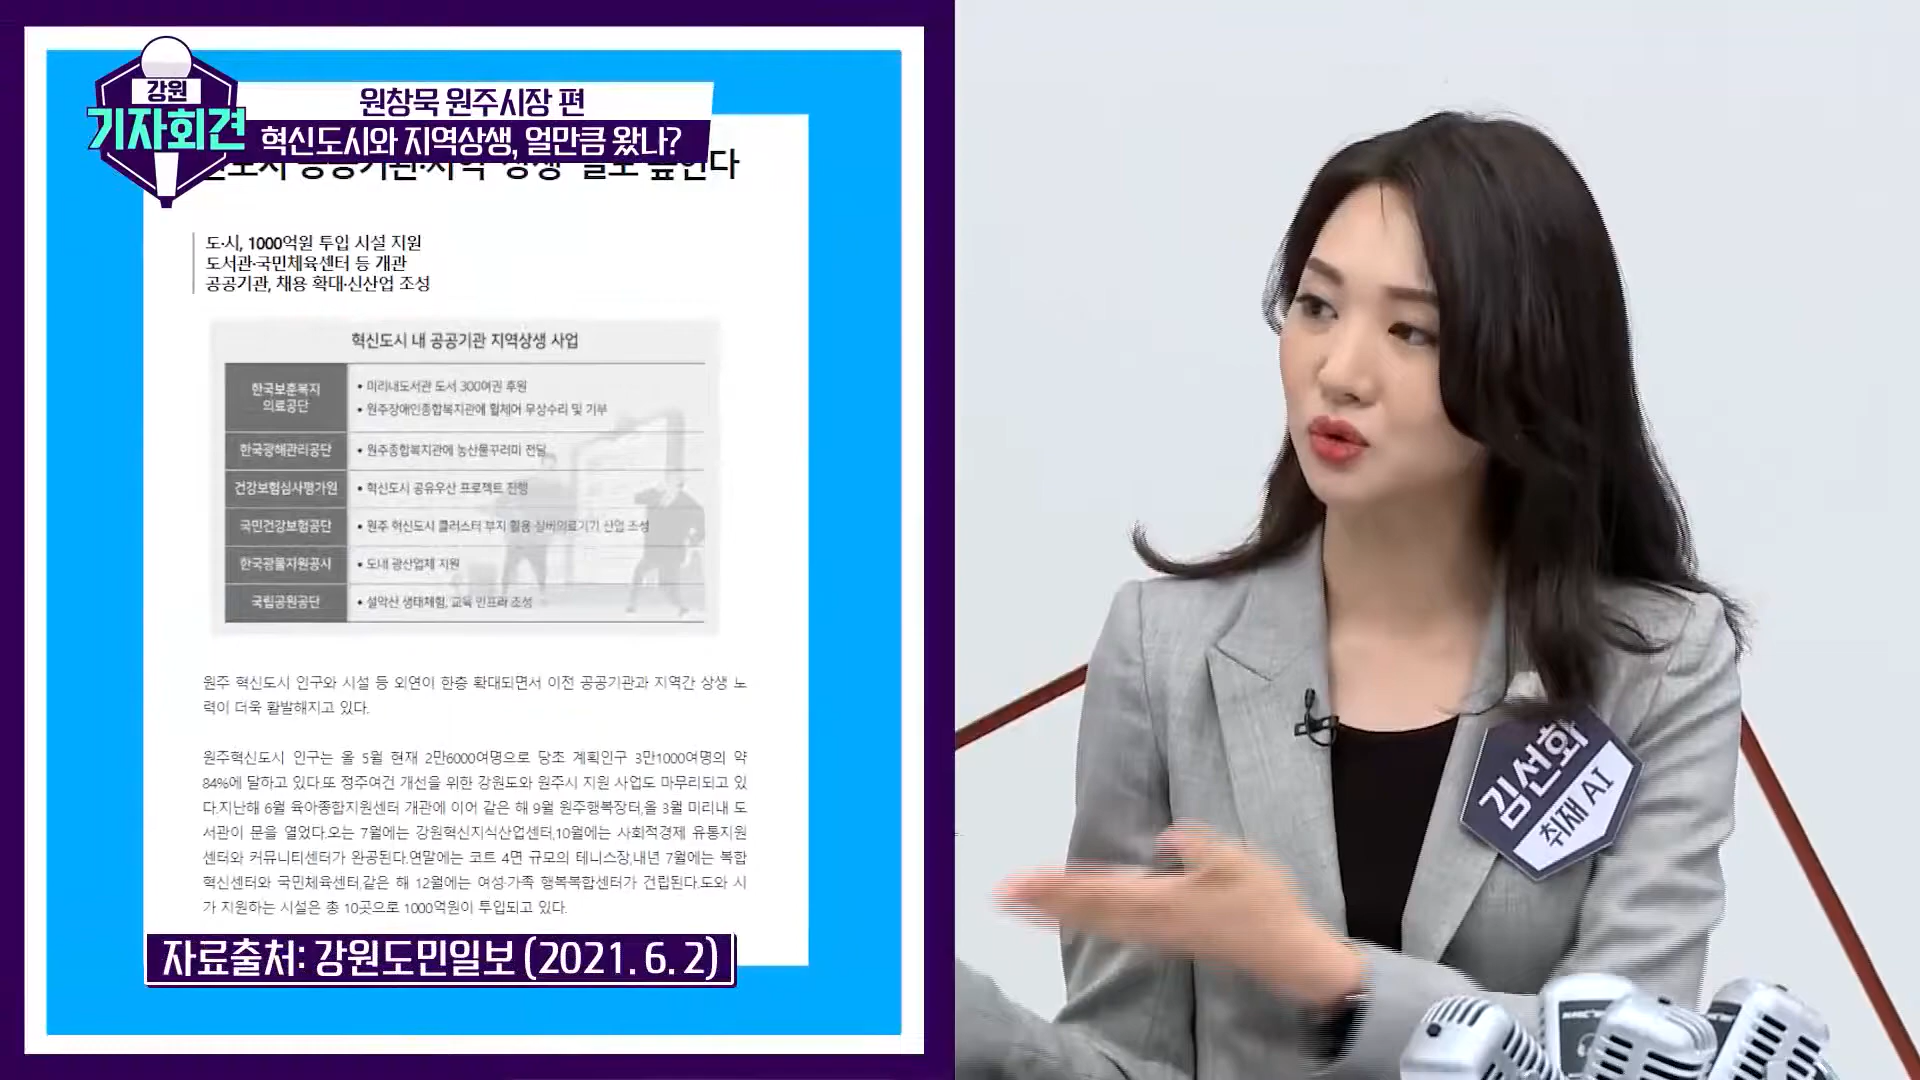 강원
기자회견
원창묵 원주시장 편
혁신도시와 지역상생, 얼만큼 왔나?
도·시, 1000억원 투입 시설 지원
도서관·국민체육센터 등 개관
공공기관, 채용 확대·신산업 조성
혁신도시 내 공공기관 지역상생 사업
한국보훈복지
의료공단
• 미리내도서관 도서 300여권 후원
• 원주장애인종합복지관에 휠체어 무상수리 및 기부
한국광해관리공단
• 원주종합복지관에 농산물꾸러미 전달
건강보험심사평가원
• 혁신도시 공유우산 프로젝트 진행
국민건강보험공단
• 원주 혁신도시 클러스터 부지 활용 실버의료기기 산업 조성
한국광물자원공사
• 도내 광산업체 지원
국립공원공단
• 설악산 생태체험, 교육 인프라 조성
원주 혁신도시 인구와 시설 등 외연이 한층 확대되면서 이전 공공기관과 지역간 상생 노
력이 더욱 활발해지고 있다.
원주혁신도시 인구는 올 5월 현재 2만6000여명으로 당초 계획인구 3만1000여명의 약
84%에 달하고 있다.또 정주여건 개선을 위한 강원도와 원주시 지원 사업도 마무리되고 있
다.지난해 6월 육아종합지원센터 개관에 이어 같은 해 9월 원주행복장터,올 3월 미리내 도
서관이 문을 열었다.오는 7월에는 강원혁신지식산업센터,10월에는 사회적경제 유통지원
센터와 커뮤니티센터가 완공된다.연말에는 코트 4면 규모의 테니스장,내년 7월에는 복합
혁신센터와 국민체육센터,같은 해 12월에는 여성·가족 행복복합센터가 건립된다.도와 시
가 지원하는 시설은 총 10곳으로 1000억원이 투입되고 있다.
자료출처: 강원도민일보 (2021. 6. 2)
김선화
취재 AI